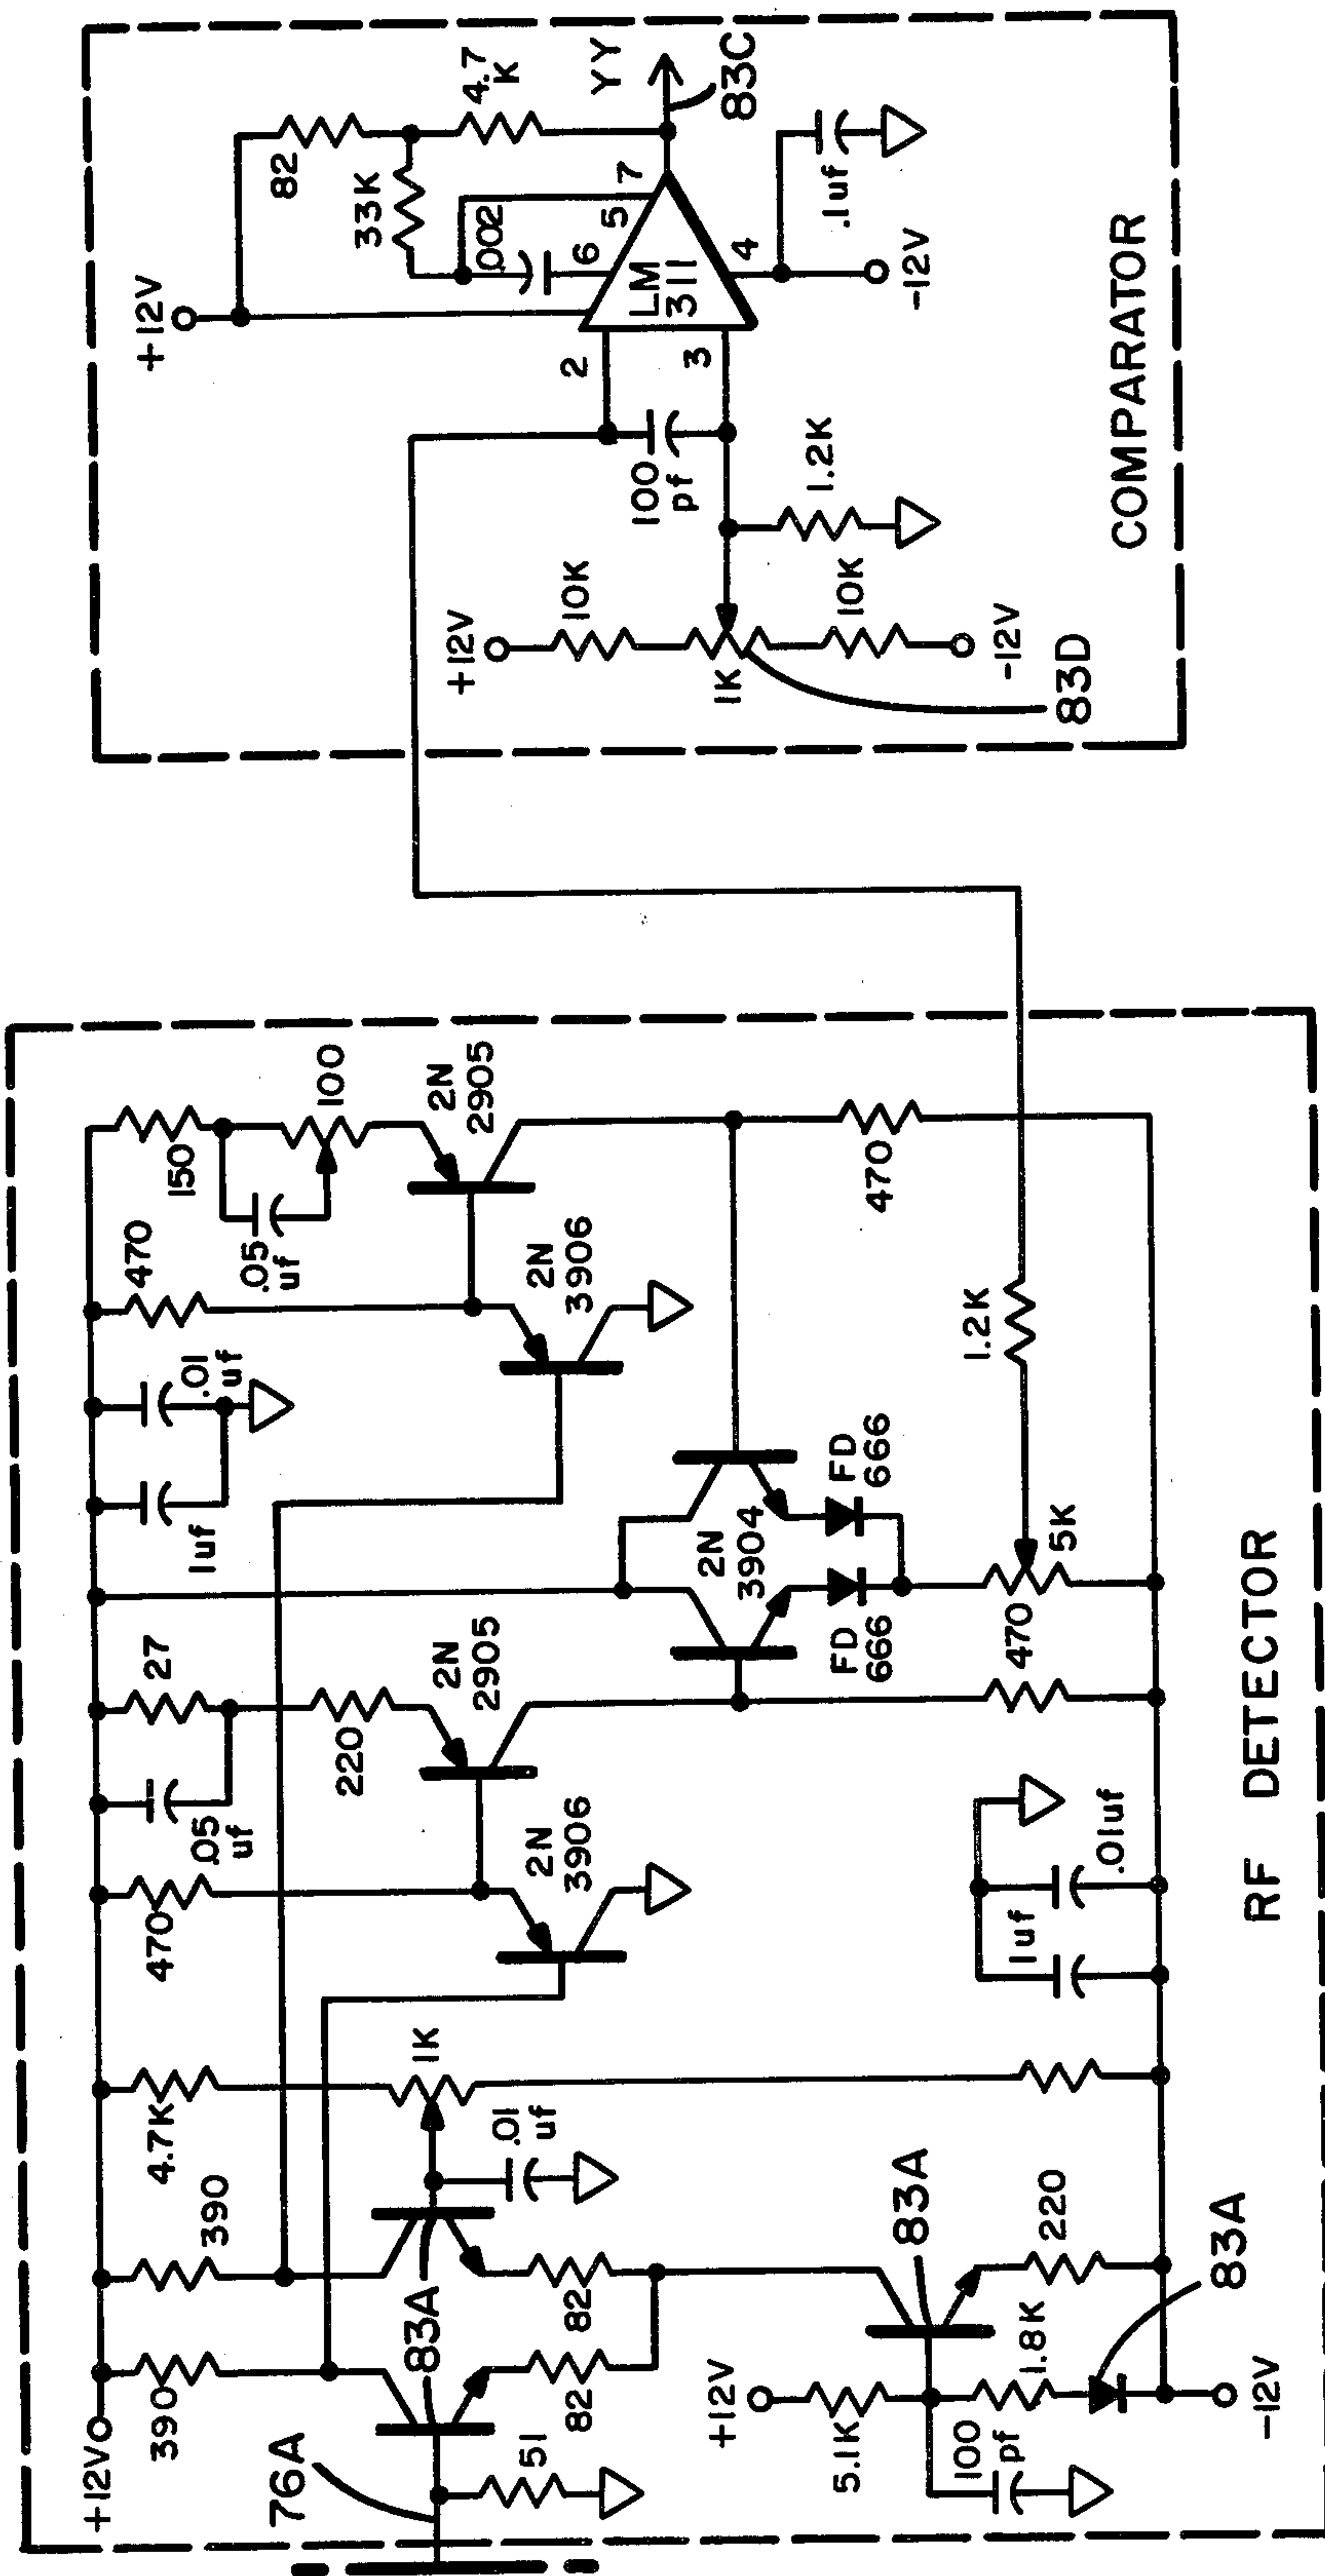 +12V
390
390
4.7K
470
.05
uf
27
1uf
.01
uf
470
150
.05
uf
100
76A
83A
51
82
82
.01
uf
1K
220
2N
3906
2N
2905
2N
3906
2N
2905
2N
3904
FD
666
FD
666
470
5K
1.2K
470
+12V
5.1K
100
pf
1.8K
83A
220
83A
-12V
1uf
.01uf
RF DETECTOR
+12V
82
4.7
K
33K
.002
6
5
7
YY
83C
LM
311
2
3
4
100
pf
.1uf
-12V
+12V
10K
1K
10K
-12V
1.2K
83D
COMPARATOR